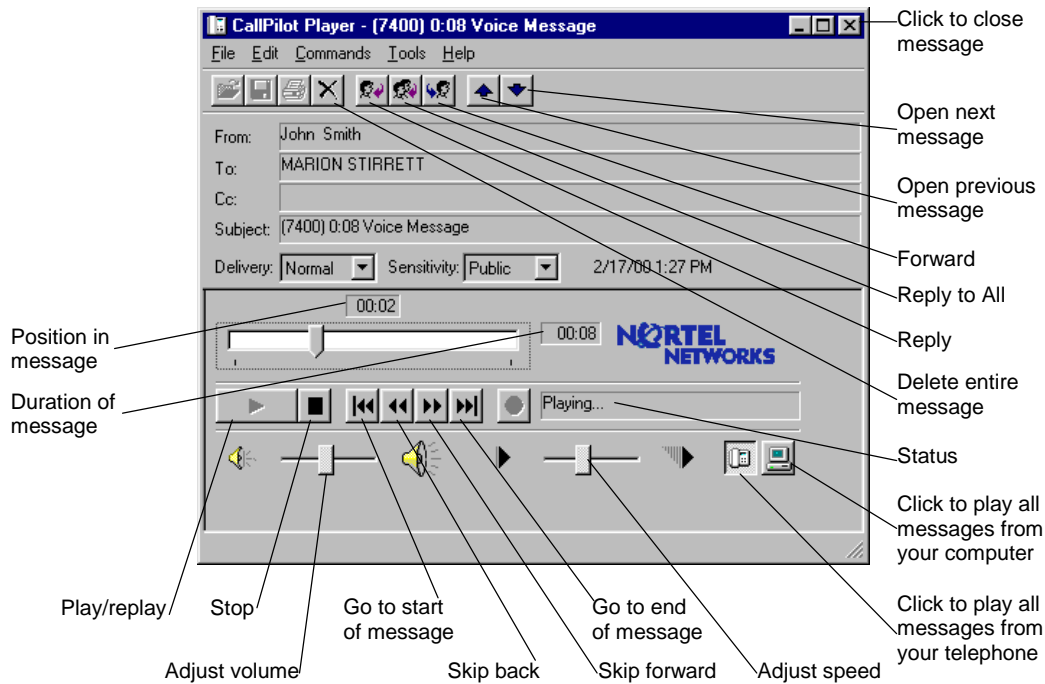 CallPilot Player - (7400) 0:08 Voice Message
File Edit Commands Tools Help
From: John Smith
To: MARION STIRRETT
Cc:
Subject: (7400) 0:08 Voice Message
Delivery: Normal Sensitivity: Public 2/17/00 1:27 PM
00:02
00:08
NORTEL
NETWORKS
Playing...
Click to close
message
Open next
message
Open previous
message
Forward
Reply to All
Reply
Delete entire
message
Status
Click to play all
messages from
your computer
Click to play all
messages from
your telephone
Position in
message
Duration of
message
Play/replay
Stop
Go to start
of message
Go to end
of message
Adjust volume
Skip back
Skip forward
Adjust speed